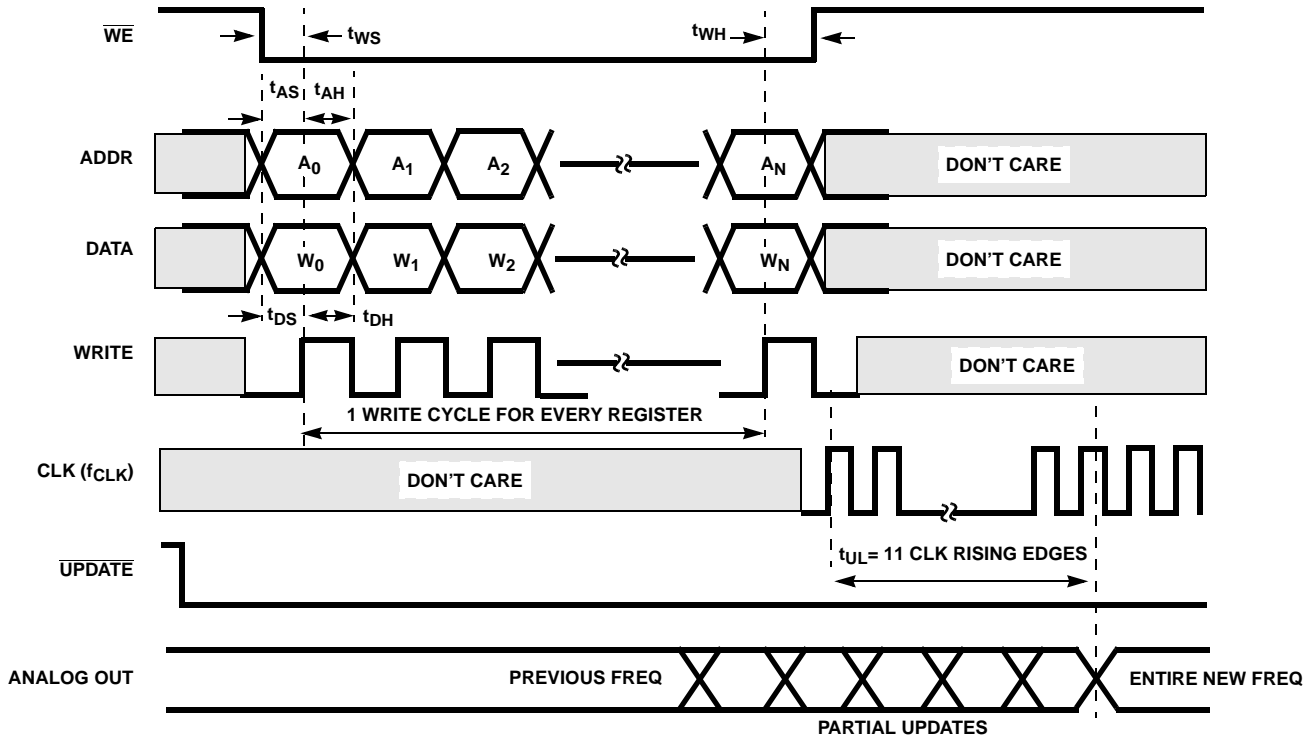 WE
tWS
tWH
tAS tAH
ADDR
A0 A1 A2 AN
DON'T CARE
DATA
W0 W1 W2 WN
DON'T CARE
tDS tDH
WRITE
DON'T CARE
1 WRITE CYCLE FOR EVERY REGISTER
CLK (fCLK)
DON'T CARE
tUL= 11 CLK RISING EDGES
UPDATE
ANALOG OUT
PREVIOUS FREQ
ENTIRE NEW FREQ
PARTIAL UPDATES